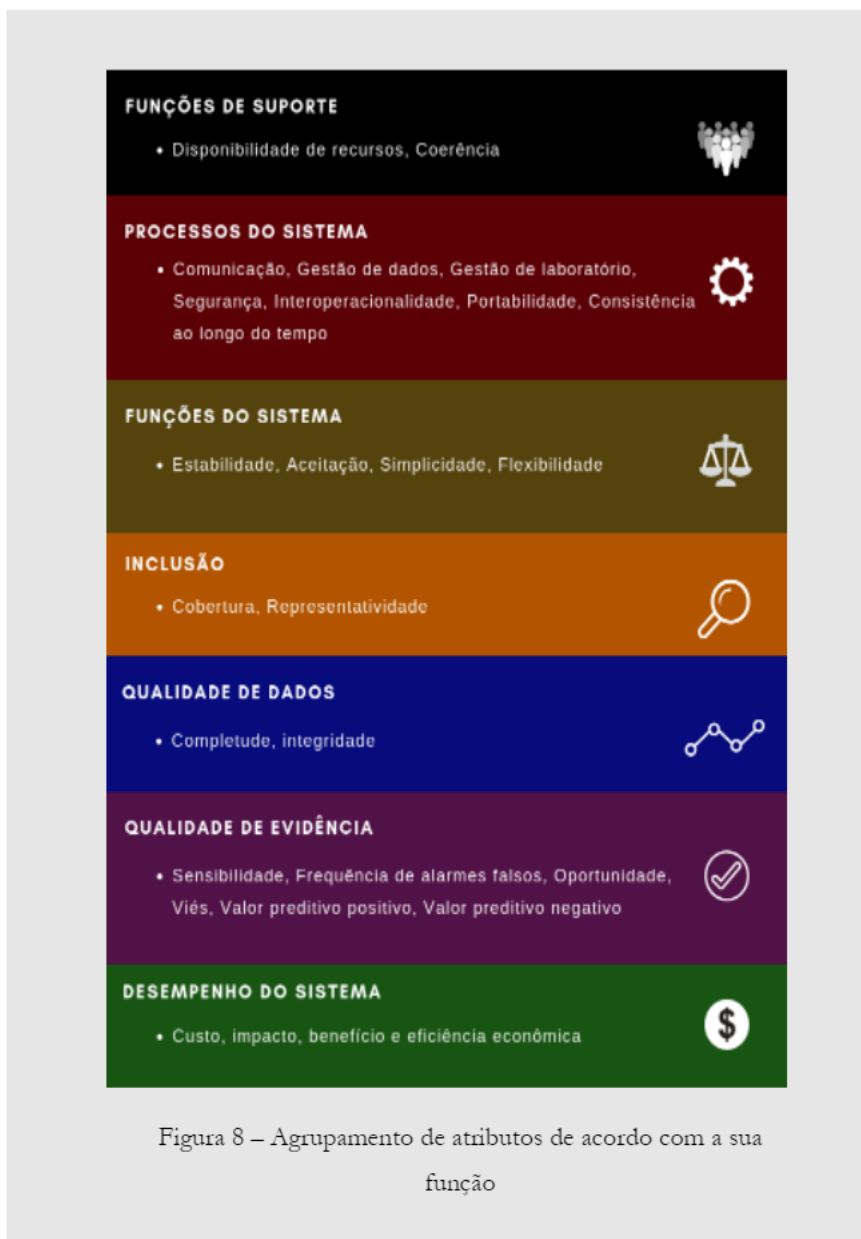 FUNÇÕES DE SUPORTE
• Disponibilidade de recursos, Coerência
PROCESSOS DO SISTEMA
• Comunicação, Gestão de dados, Gestão de laboratório,
Segurança, Interoperacionalidade, Portabilidade, Consistência
ao longo do tempo
FUNÇÕES DO SISTEMA
• Estabilidade, Aceitação, Simplicidade, Flexibilidade
INCLUSÃO
• Cobertura, Representatividade
QUALIDADE DE DADOS
• Completude, integridade
QUALIDADE DE EVIDÊNCIA
• Sensibilidade, Frequência de alarmes falsos, Oportunidade,
Viés, Valor preditivo positivo, Valor preditivo negativo
DESEMPENHO DO SISTEMA
• Custo, impacto, benefício e eficiência econômica
$
Figura 8 – Agrupamento de atributos de acordo com a sua
função